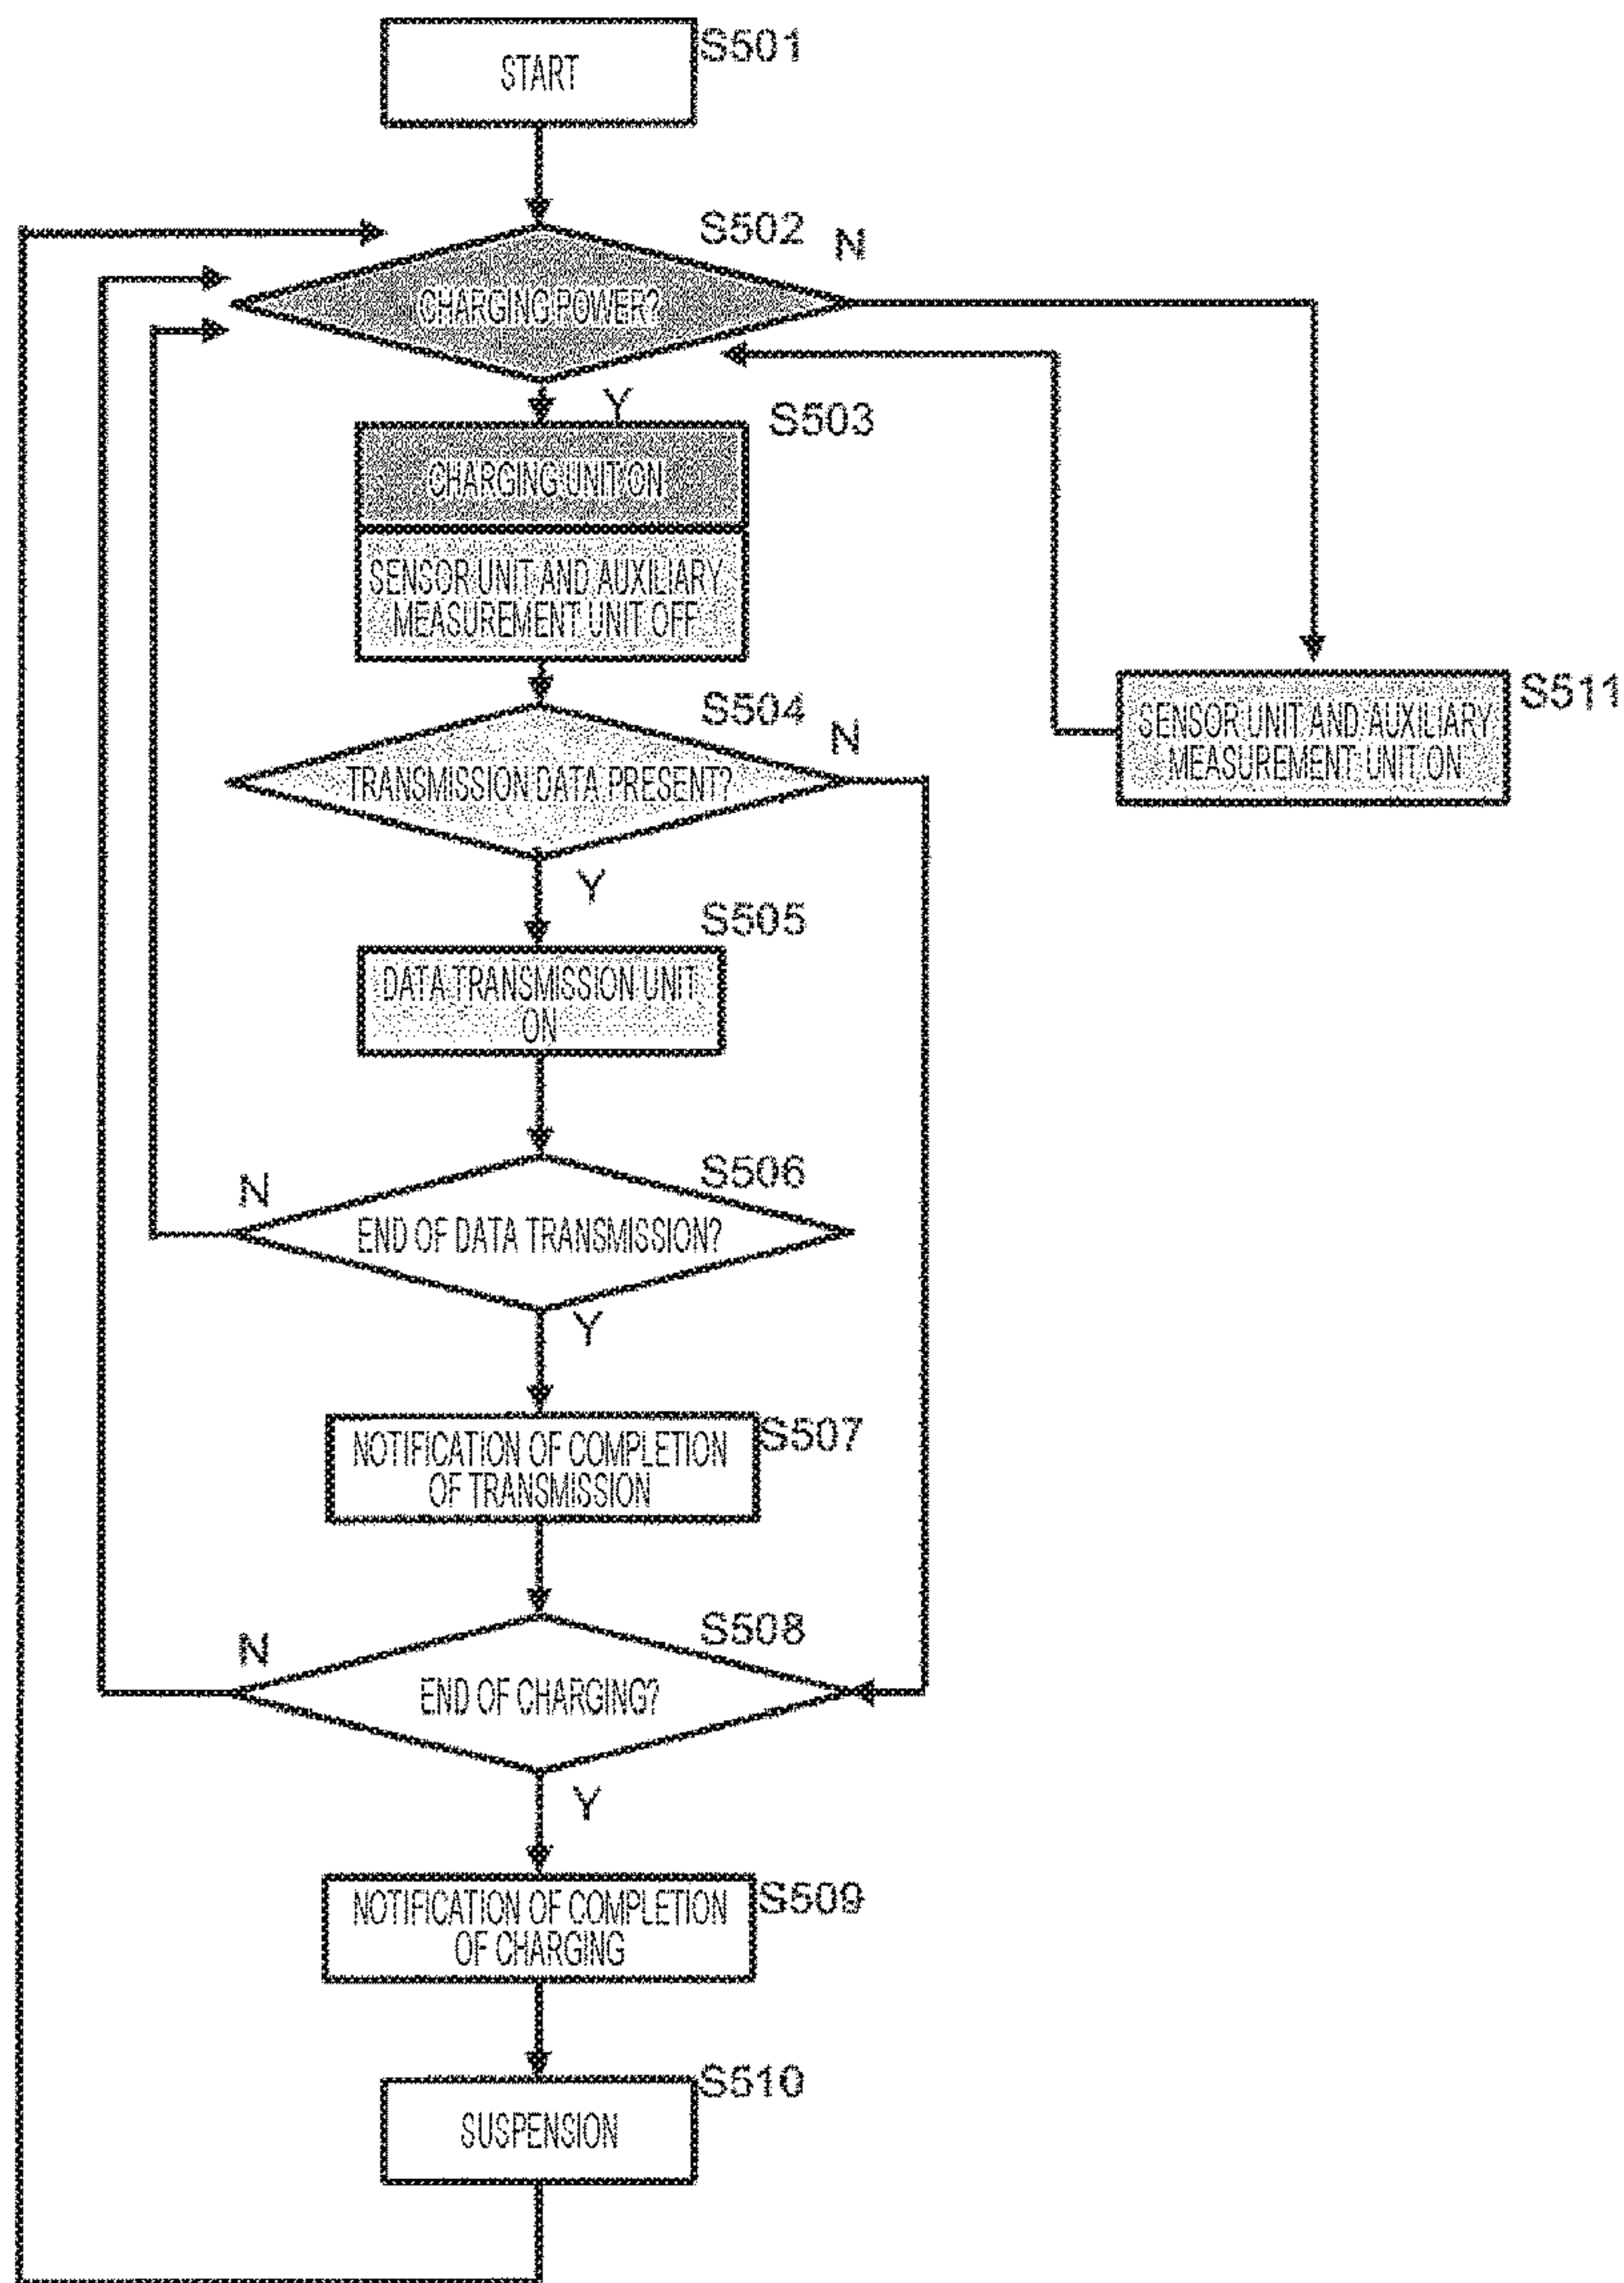 START
S501
S502
N
CHARGING POWER?
Y
S503
CHARGING UNIT ON
SENSOR UNIT AND AUXILIARY
MEASUREMENT UNIT OFF
S504
N
TRANSMISSION DATA PRESENT?
S511
SENSOR UNIT AND AUXILIARY
MEASUREMENT UNIT ON
Y
S505
DATA TRANSMISSION UNIT
ON
S506
N
END OF DATA TRANSMISSION?
Y
S507
NOTIFICATION OF COMPLETION
OF TRANSMISSION
S508
N
END OF CHARGING?
Y
S509
NOTIFICATION OF COMPLETION
OF CHARGING
S510
SUSPENSION